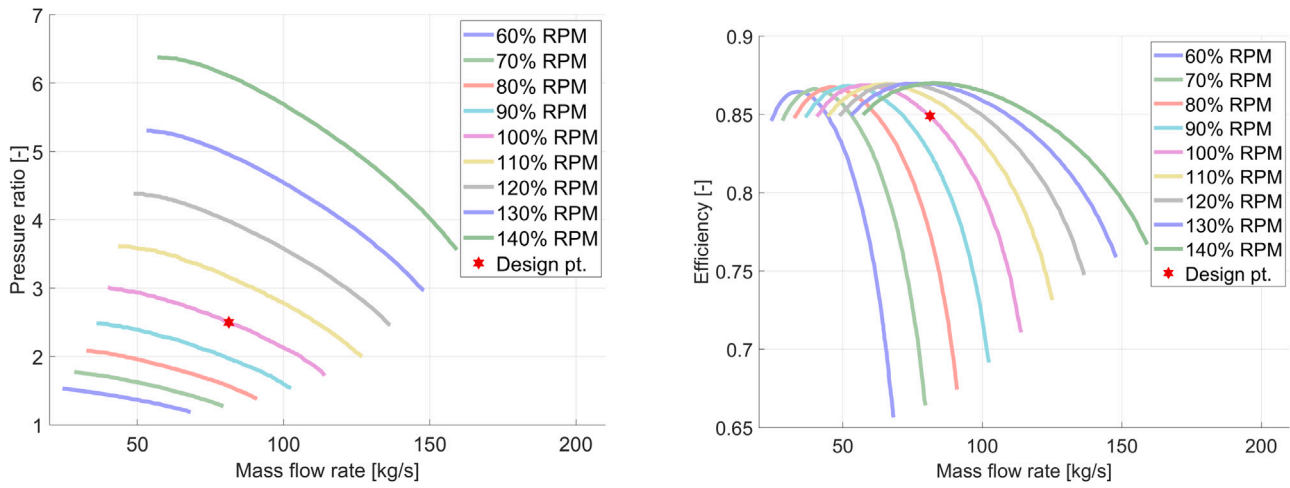 7
6
5
4
3
2
1
Pressure ratio [-]
50
100
150
200
Mass flow rate [kg/s]
60% RPM
70% RPM
80% RPM
90% RPM
100% RPM
110% RPM
120% RPM
130% RPM
140% RPM
Design pt.
0.9
0.85
0.8
0.75
0.7
0.65
Efficiency [-]
50
100
150
200
Mass flow rate [kg/s]
60% RPM
70% RPM
80% RPM
90% RPM
100% RPM
110% RPM
120% RPM
130% RPM
140% RPM
Design pt.